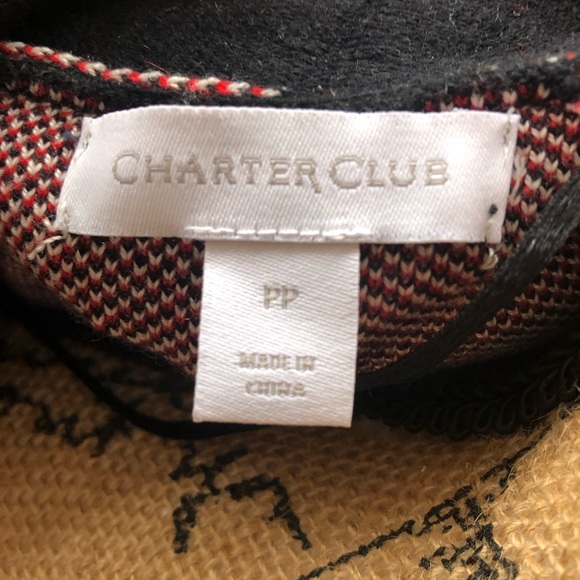 CHARTER CLUB
PP
MADE IN
CHINA